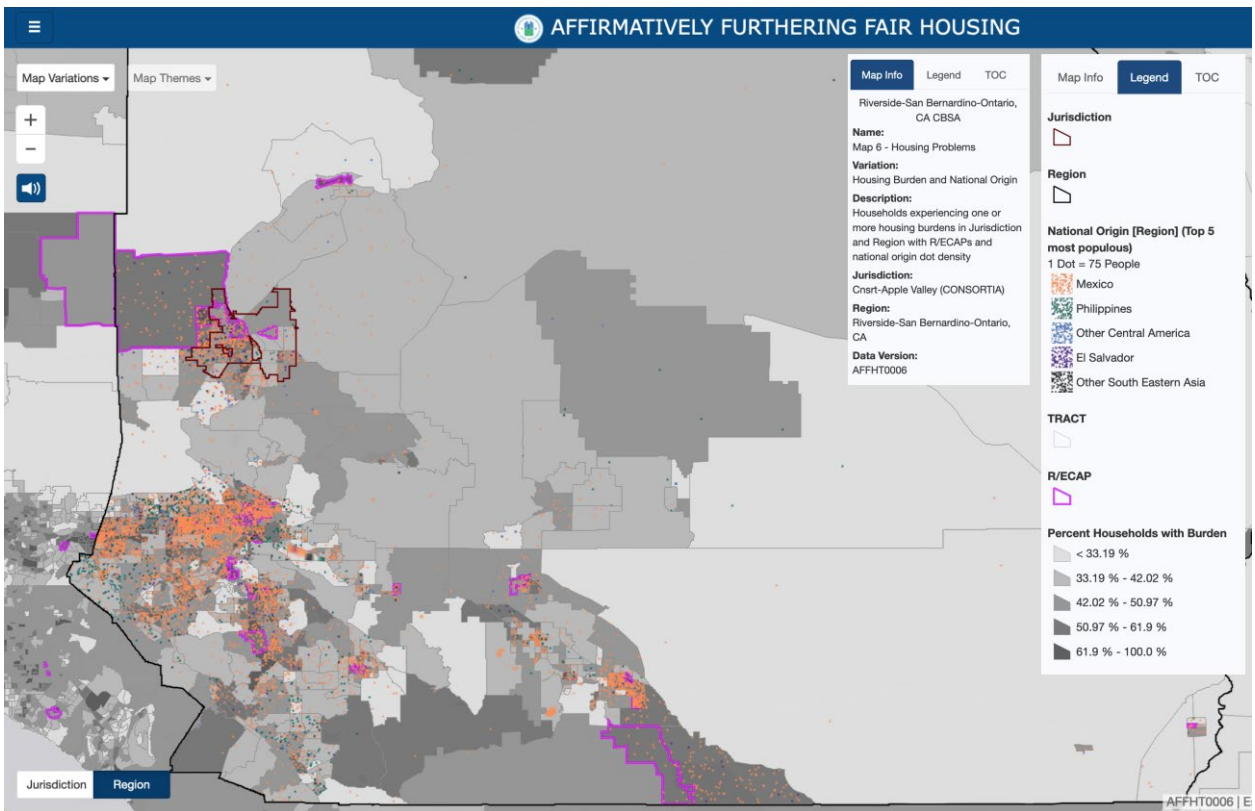 AFFIRMATIVELY FURTHERING FAIR HOUSING
Map Variations
Map Themes
+
−
Map Info Legend TOC
Riverside-San Bernardino-Ontario,
CA CBSA
Name:
Map 6 - Housing Problems
Variation:
Housing Burden and National Origin
Description:
Households experiencing one or
more housing burdens in Jurisdiction
and Region with R/ECAPs and
national origin dot density
Jurisdiction:
Cnsrt-Apple Valley (CONSORTIA)
Region:
Riverside-San Bernardino-Ontario,
CA
Data Version:
AFFHT0006
Map Info Legend TOC
Jurisdiction
Region
National Origin [Region] (Top 5
most populous)
1 Dot = 75 People
Mexico
Philippines
Other Central America
El Salvador
Other South Eastern Asia
TRACT
R/ECAP
Percent Households with Burden
< 33.19 %
33.19 % - 42.02 %
42.02 % - 50.97 %
50.97 % - 61.9 %
61.9 % - 100.0 %
Jurisdiction Region
AFFHT0006 | E